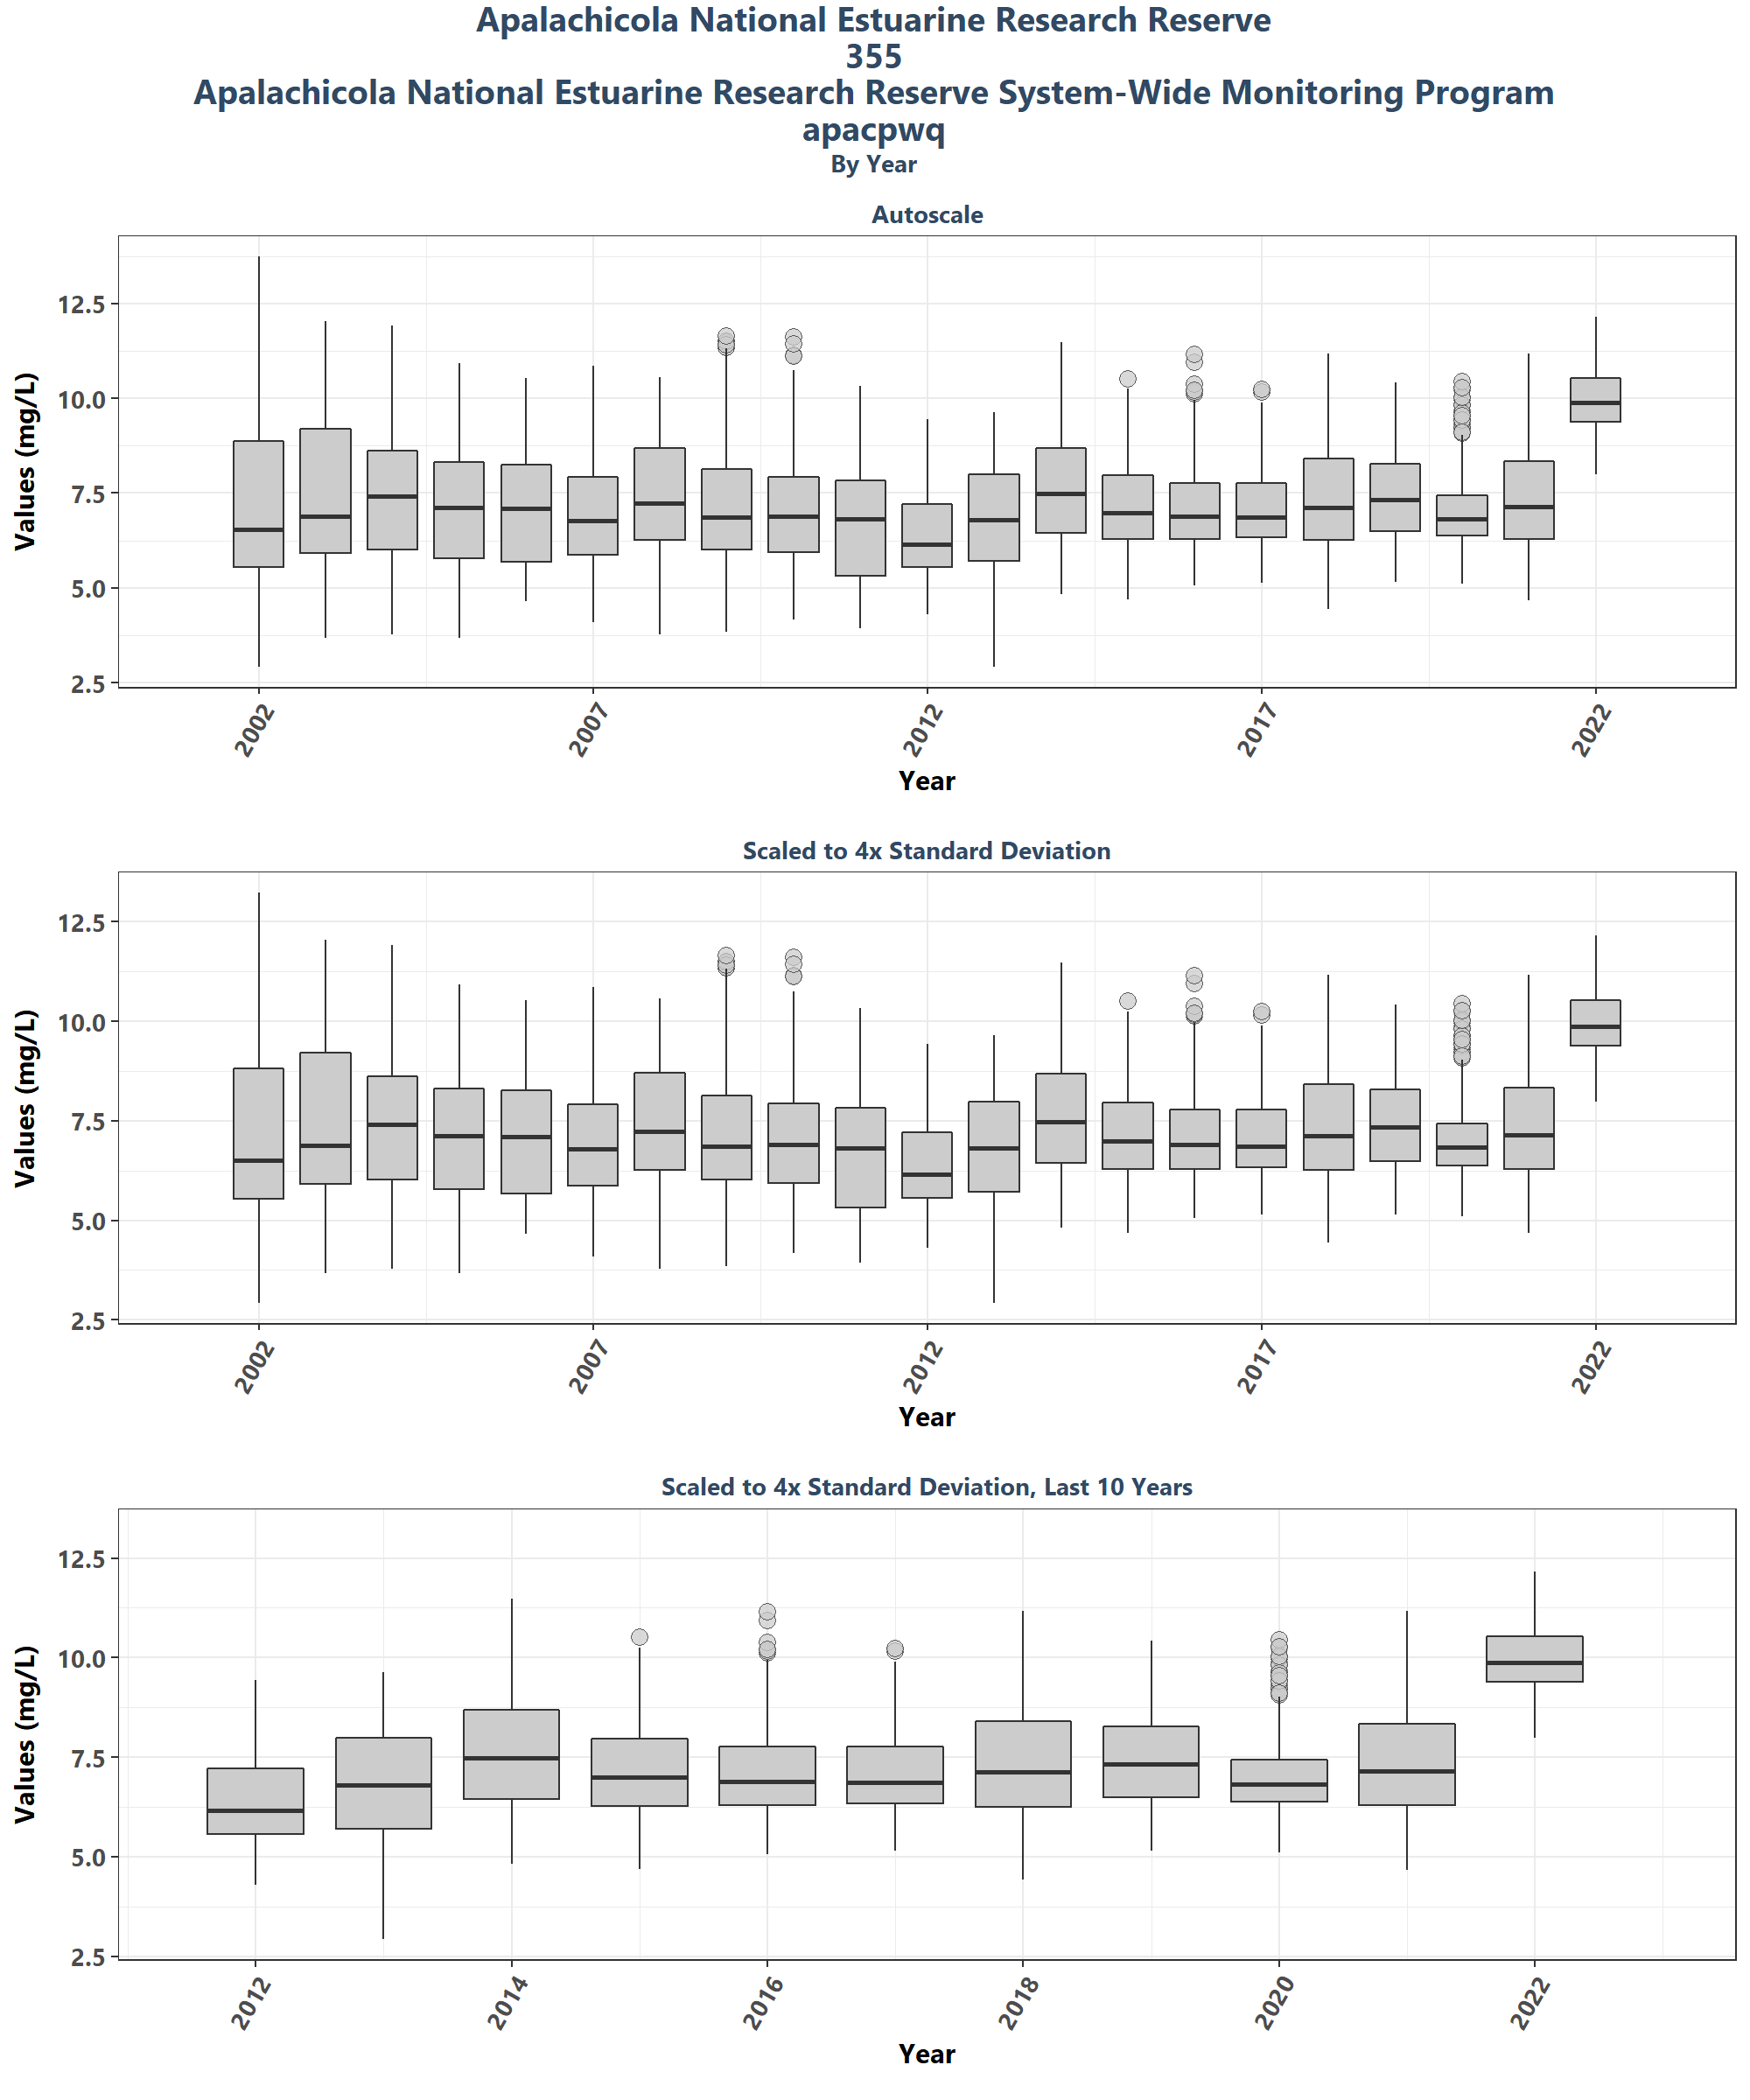 Apalachicola National Estuarine Research Reserve
355
Apalachicola National Estuarine Research Reserve System-Wide Monitoring Program
apacpwq
By Year
Autoscale
Values (mg/L)
12.5
10.0
7.5
5.0
2.5
2002 2007 2012 2017 2022
Year
Scaled to 4x Standard Deviation
Values (mg/L)
12.5
10.0
7.5
5.0
2.5
2002 2007 2012 2017 2022
Year
Scaled to 4x Standard Deviation, Last 10 Years
Values (mg/L)
12.5
10.0
7.5
5.0
2.5
2012 2014 2016 2018 2020 2022
Year